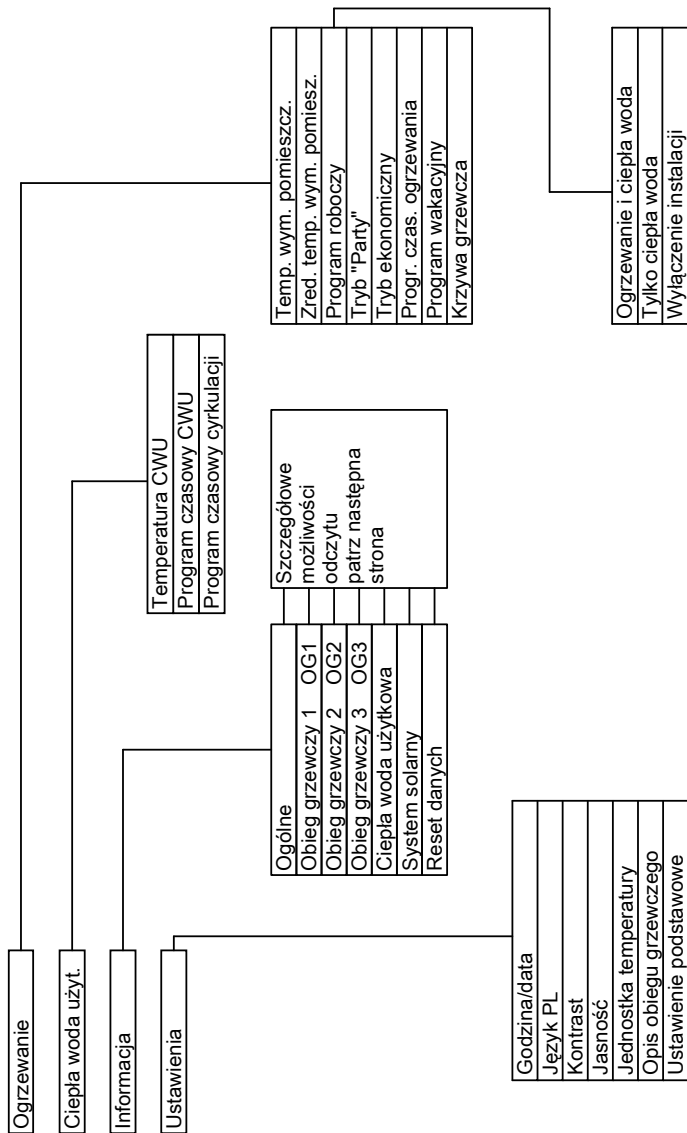 Ogrzewanie
Ciepła woda użyt.
Informacja
Ustawienia
Temp. wym. pomieszcz.
Zred. temp. wym. pomiesz.
Program roboczy
Tryb "Party"
Tryb ekonomiczny
Progr. czas. ogrzewania
Program wakacyjny
Krzywa grzewcza
Ogrzewanie i ciepła woda
Tylko ciepła woda
Wyłączenie instalacji
Temperatura CWU
Program czasowy CWU
Program czasowy cyrkulacji
Ogólne
Obieg grzewczy 1 OG1
Obieg grzewczy 2 OG2
Obieg grzewczy 3 OG3
Ciepła woda użytkowa
System solarny
Reset danych
Szczegółowe
możliwości
odczytu
patrz następna
strona
Godzina/data
Język PL
Kontrast
Jasność
Jednostka temperatury
Opis obiegu grzewczego
Ustawienie podstawowe